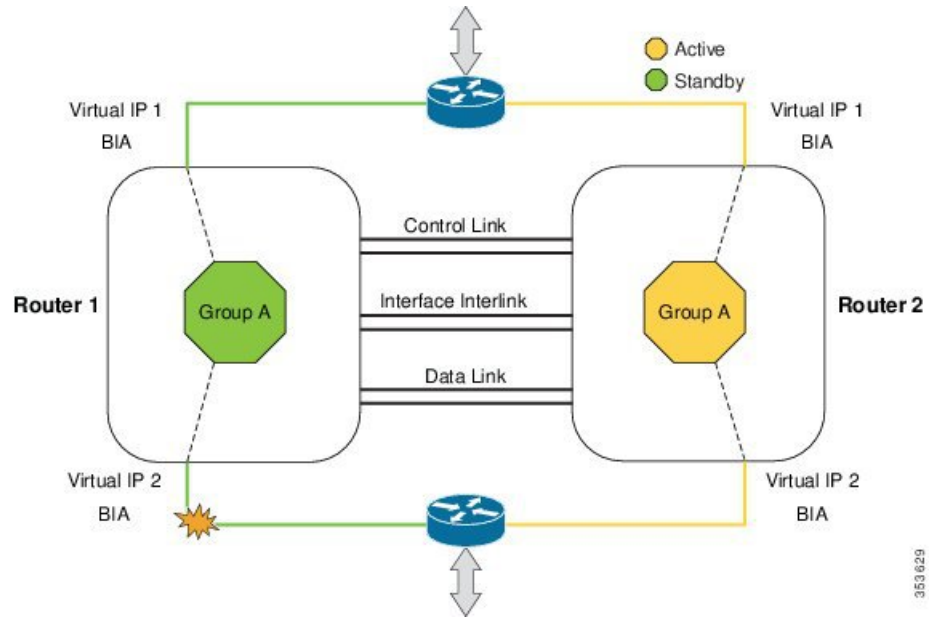 Active
Standby
Virtual IP 1
BIA
Virtual IP 1
BIA
Control Link
Router 1
Group A
Interface Interlink
Group A
Router 2
Data Link
Virtual IP 2
BIA
Virtual IP 2
BIA
353629